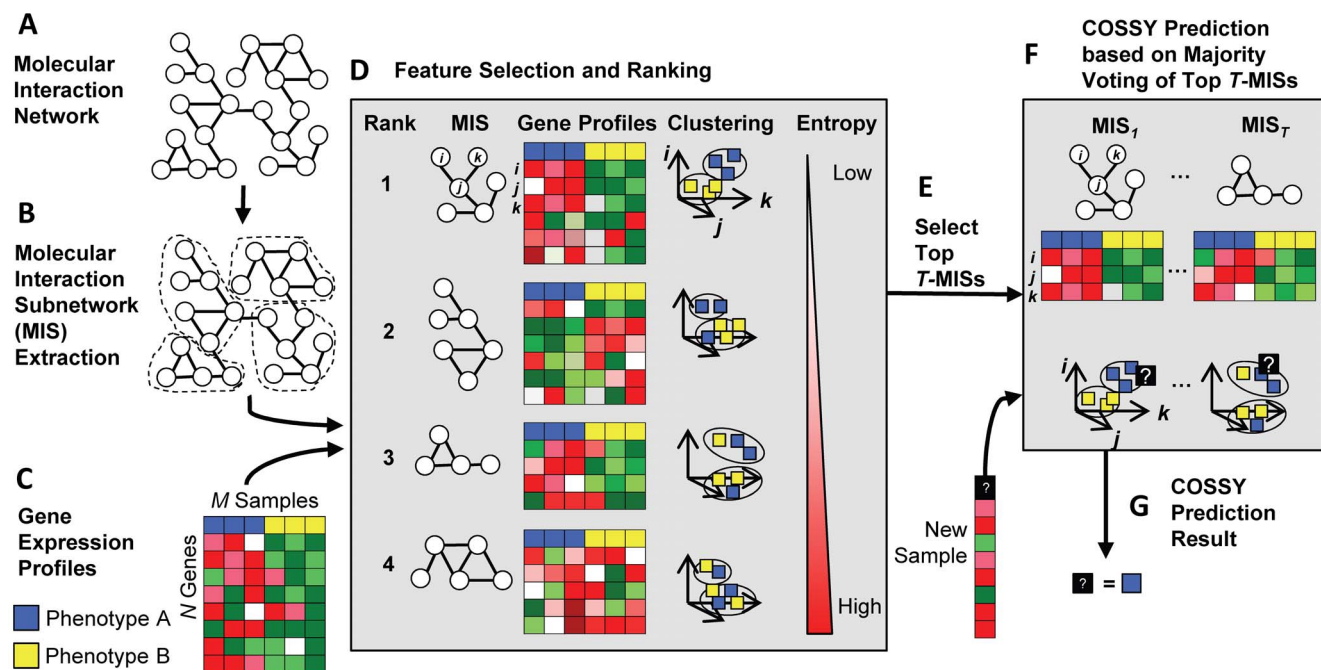 A
Molecular
Interaction
Network
B
Molecular
Interaction
Subnetwork
(MIS)
Extraction
C
Gene
Expression
Profiles
M Samples
N Genes
Phenotype A
Phenotype B
D Feature Selection and Ranking
Rank MIS Gene Profiles Clustering Entropy
1
i k
j
i
j
k
i
k
j
Low
2
3
4
High
E
Select
Top
T-MISs
New
Sample
?
F
COSSY Prediction
based on Majority
Voting of Top T-MISs
MIS1 MIST
i k
j
...
i
j
k
...
i
?
k
j
...
?
G
COSSY
Prediction
Result
? =